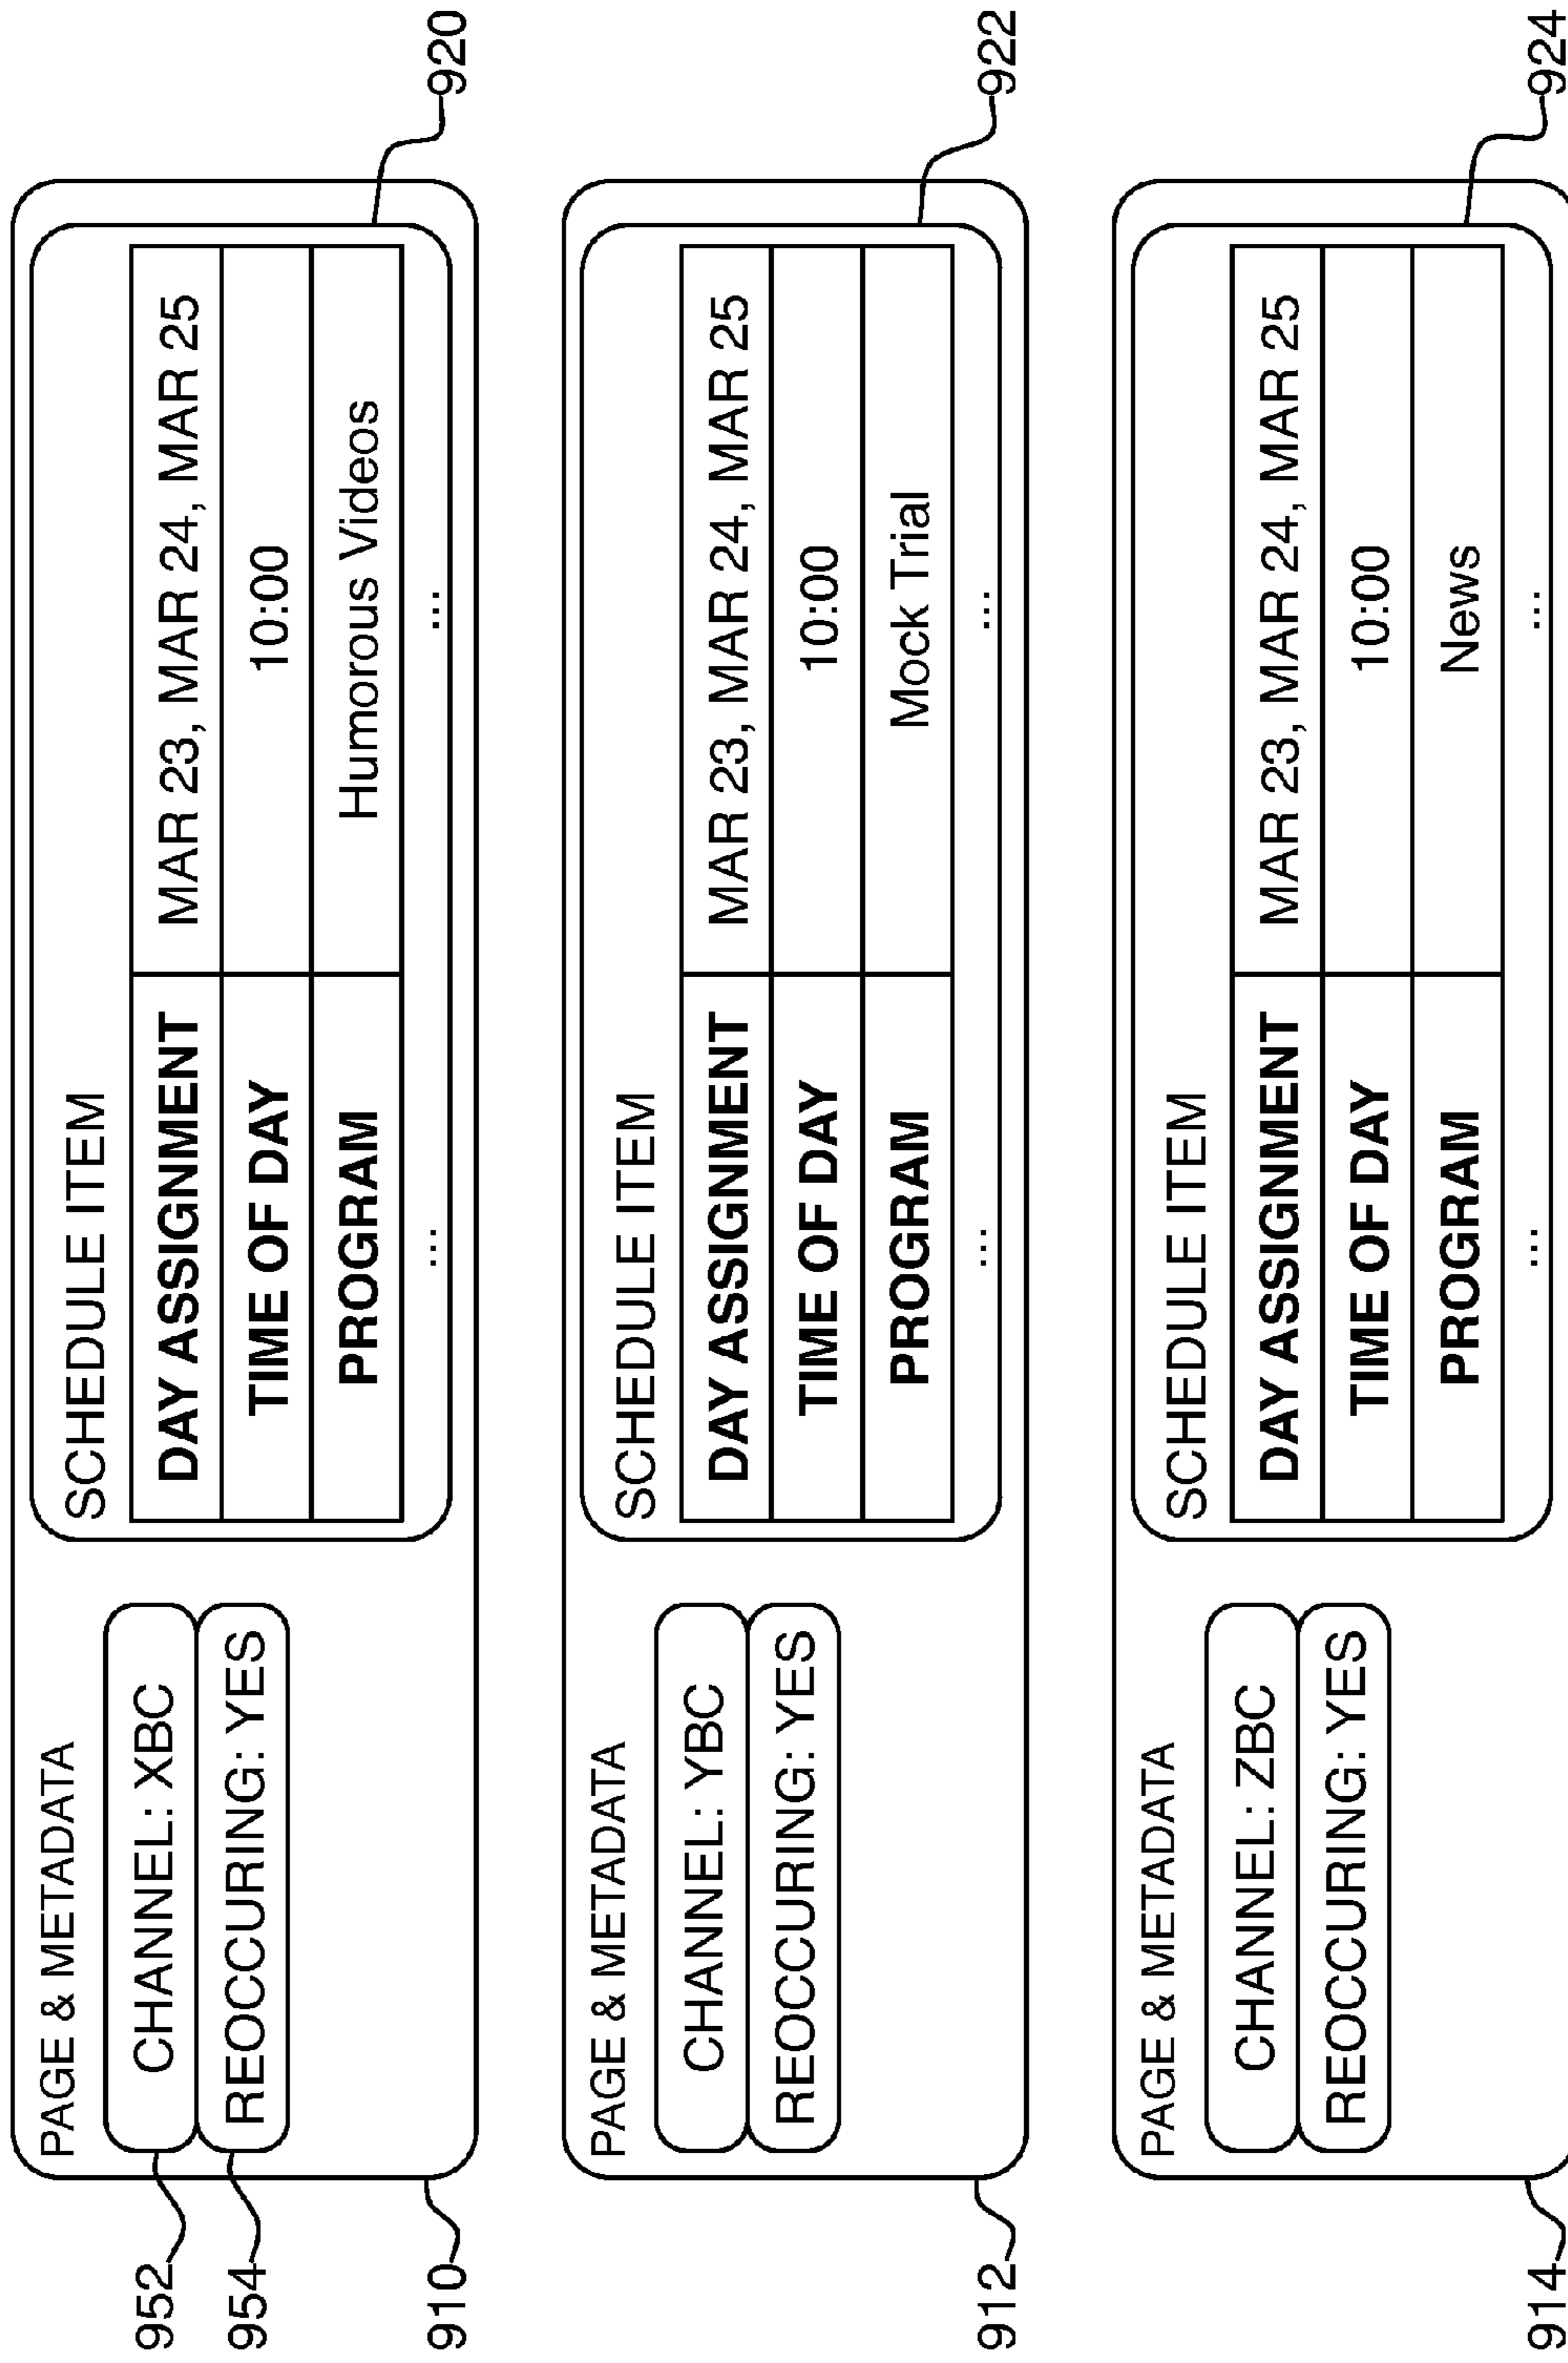 PAGE & METADATA
952
CHANNEL: XBC
954
REOCCURING: YES
910
SCHEDULE ITEM
DAY ASSIGNMENT MAR 23, MAR 24, MAR 25
TIME OF DAY 10:00
PROGRAM Humorous Videos
... ...
920
PAGE & METADATA
CHANNEL: YBC
REOCCURING: YES
912
SCHEDULE ITEM
DAY ASSIGNMENT MAR 23, MAR 24, MAR 25
TIME OF DAY 10:00
PROGRAM Mock Trial
... ...
922
PAGE & METADATA
CHANNEL: ZBC
REOCCURING: YES
914
SCHEDULE ITEM
DAY ASSIGNMENT MAR 23, MAR 24, MAR 25
TIME OF DAY 10:00
PROGRAM News
... ...
924